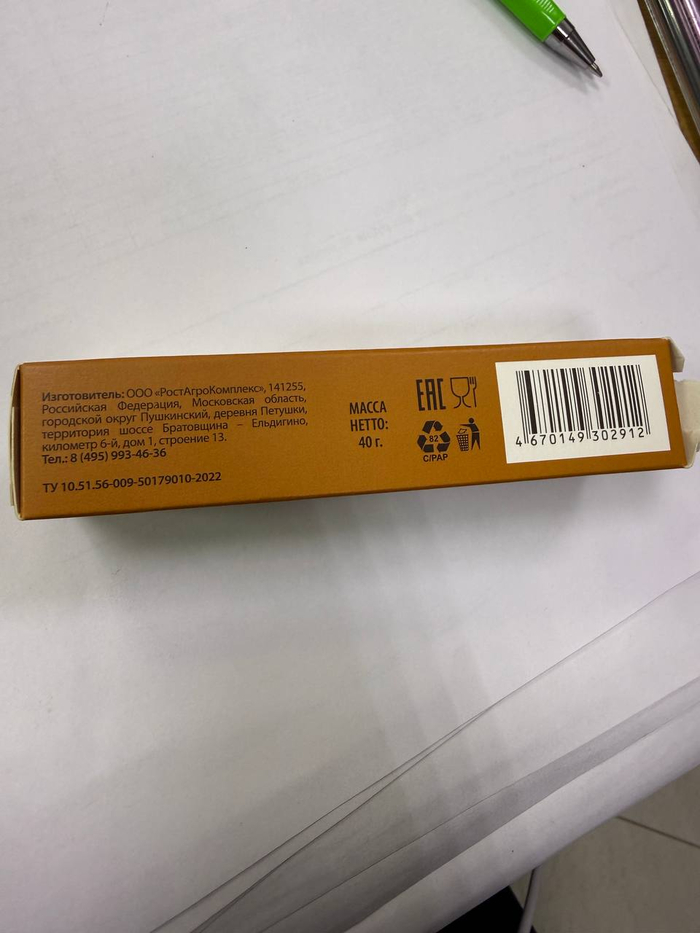 Изготовитель: ООО «РостАгроКомплекс», 141255,
Российская Федерация, Московская область,
городской округ Пушкинский, деревня Петушки,
территория шоссе Братовщина – Ельдигино,
километр 6-й, дом 1, строение 13.
Тел.: 8 (495) 993-46-36
ТУ 10.51.56-009-50179010-2022
МАССА
НЕТТО:
40 г.
EAC
82
C/PAP
4 670149 302912